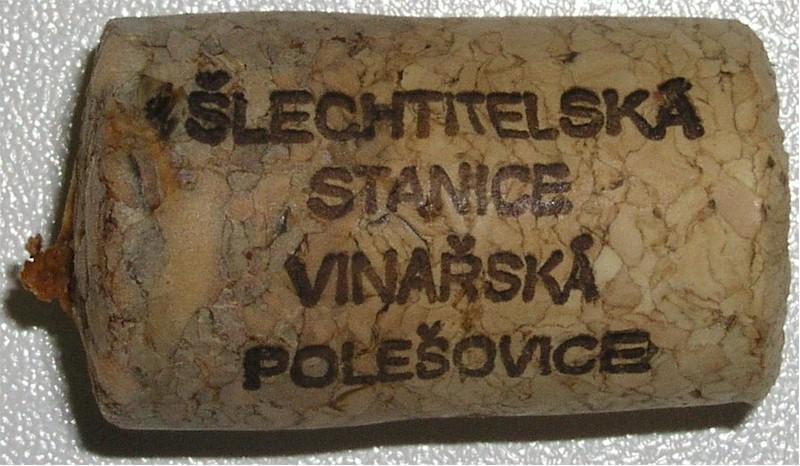 ŠLECHTITELSKÁ
STANICE
VINAŘSKÁ
POLEŠOVICE